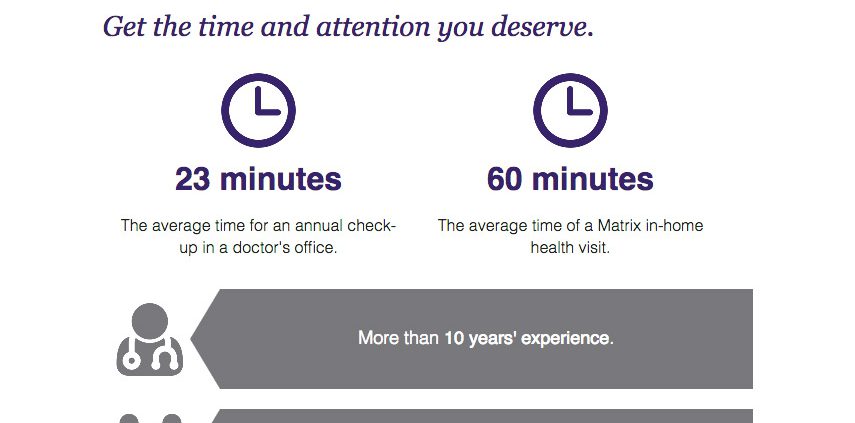 Get the time and attention you deserve.
23 minutes
The average time for an annual check-
up in a doctor's office.
60 minutes
The average time of a Matrix in-home
health visit.
More than 10 years' experience.